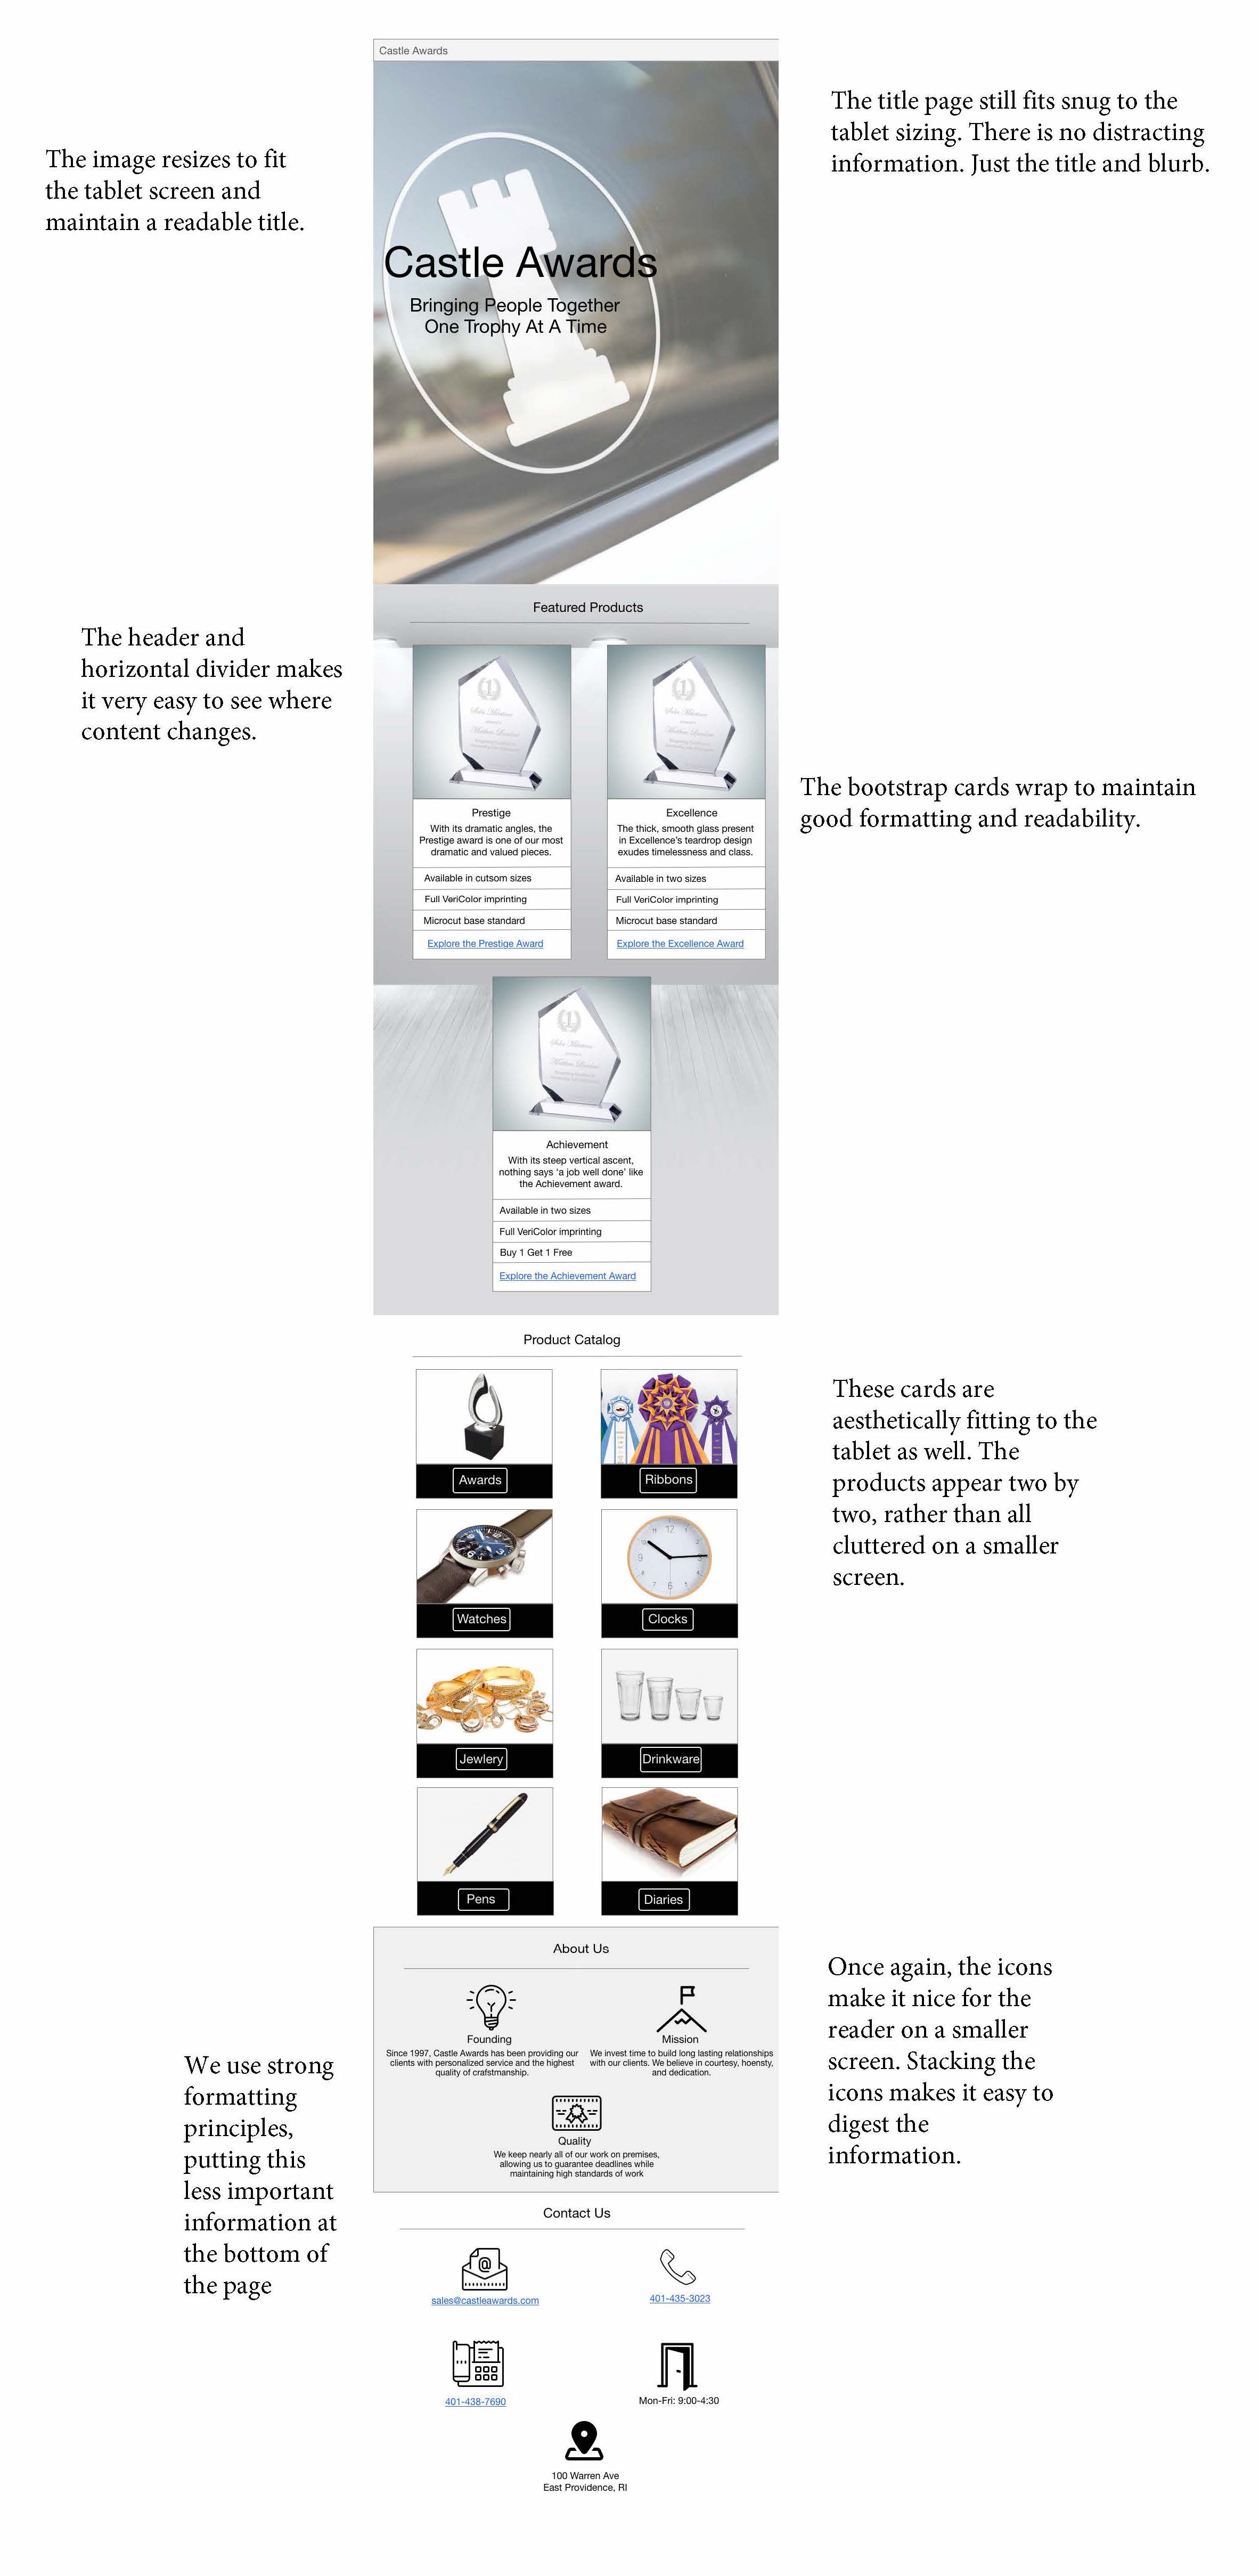 Castle Awards
The title page still fits snug to the
tablet sizing. There is no distracting
information. Just the title and blurb.
The image resizes to fit
the tablet screen and
maintain a readable title.
Castle Awards
Bringing People Together
One Trophy At A Time
Featured Products
The header and
horizontal divider makes
it very easy to see where
content changes.
The bootstrap cards wrap to maintain
good formatting and readability.
Prestige
With its dramatic angles, the
Prestige award is one of our most
dramatic and valued pieces.
Available in cutsom sizes
Full VeriColor imprinting
Microcut base standard
Explore the Prestige Award
Excellence
The thick, smooth glass present
in Excellence's teardrop design
exudes timelessness and class.
Available in two sizes
Full VeriColor imprinting
Microcut base standard
Explore the Excellence Award
Achievement
With its steep vertical ascent,
nothing says 'a job well done' like
the Achievement award.
Available in two sizes
Full VeriColor imprinting
Buy 1 Get 1 Free
Explore the Achievement Award
Product Catalog
These cards are
aesthetically fitting to the
tablet as well. The
products appear two by
two, rather than all
cluttered on a smaller
screen.
Awards
Ribbons
Watches
Clocks
Jewlery
Drinkware
Pens
Diaries
About Us
Once again, the icons
make it nice for the
reader on a smaller
screen. Stacking the
icons makes it easy to
digest the
information.
Founding
Since 1997, Castle Awards has been providing our
clients with personalized service and the highest
quality of crafstmanship.
Mission
We invest time to build long lasting relationships
with our clients. We believe in courtesy, hoensty,
and dedication.
We use strong
formatting
principles,
putting this
less important
information at
the bottom of
the page
Quality
We keep nearly all of our work on premises,
allowing us to guarantee deadlines while
maintaining high standards of work
Contact Us
sales@castleawards.com
401-435-3023
401-438-7690
Mon-Fri: 9:00-4:30
100 Warren Ave
East Providence, RI